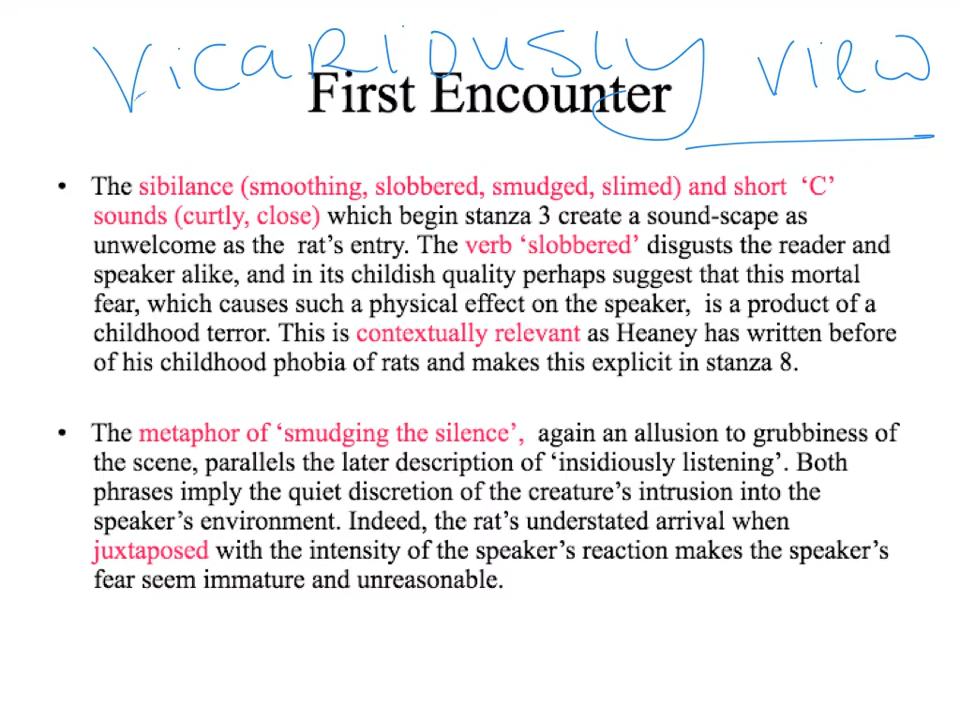 vicariously view
First Encounter
• The sibilance (smoothing, slobbered, smudged, slimed) and short ‘C’
sounds (curtly, close) which begin stanza 3 create a sound-scape as
unwelcome as the rat’s entry. The verb ‘slobbered’ disgusts the reader and
speaker alike, and in its childish quality perhaps suggest that this mortal
fear, which causes such a physical effect on the speaker, is a product of a
childhood terror. This is contextually relevant as Heaney has written before
of his childhood phobia of rats and makes this explicit in stanza 8.
• The metaphor of ‘smudging the silence’, again an allusion to grubbiness of
the scene, parallels the later description of ‘insidiously listening’. Both
phrases imply the quiet discretion of the creature’s intrusion into the
speaker’s environment. Indeed, the rat’s understated arrival when
juxtaposed with the intensity of the speaker’s reaction makes the speaker’s
fear seem immature and unreasonable.